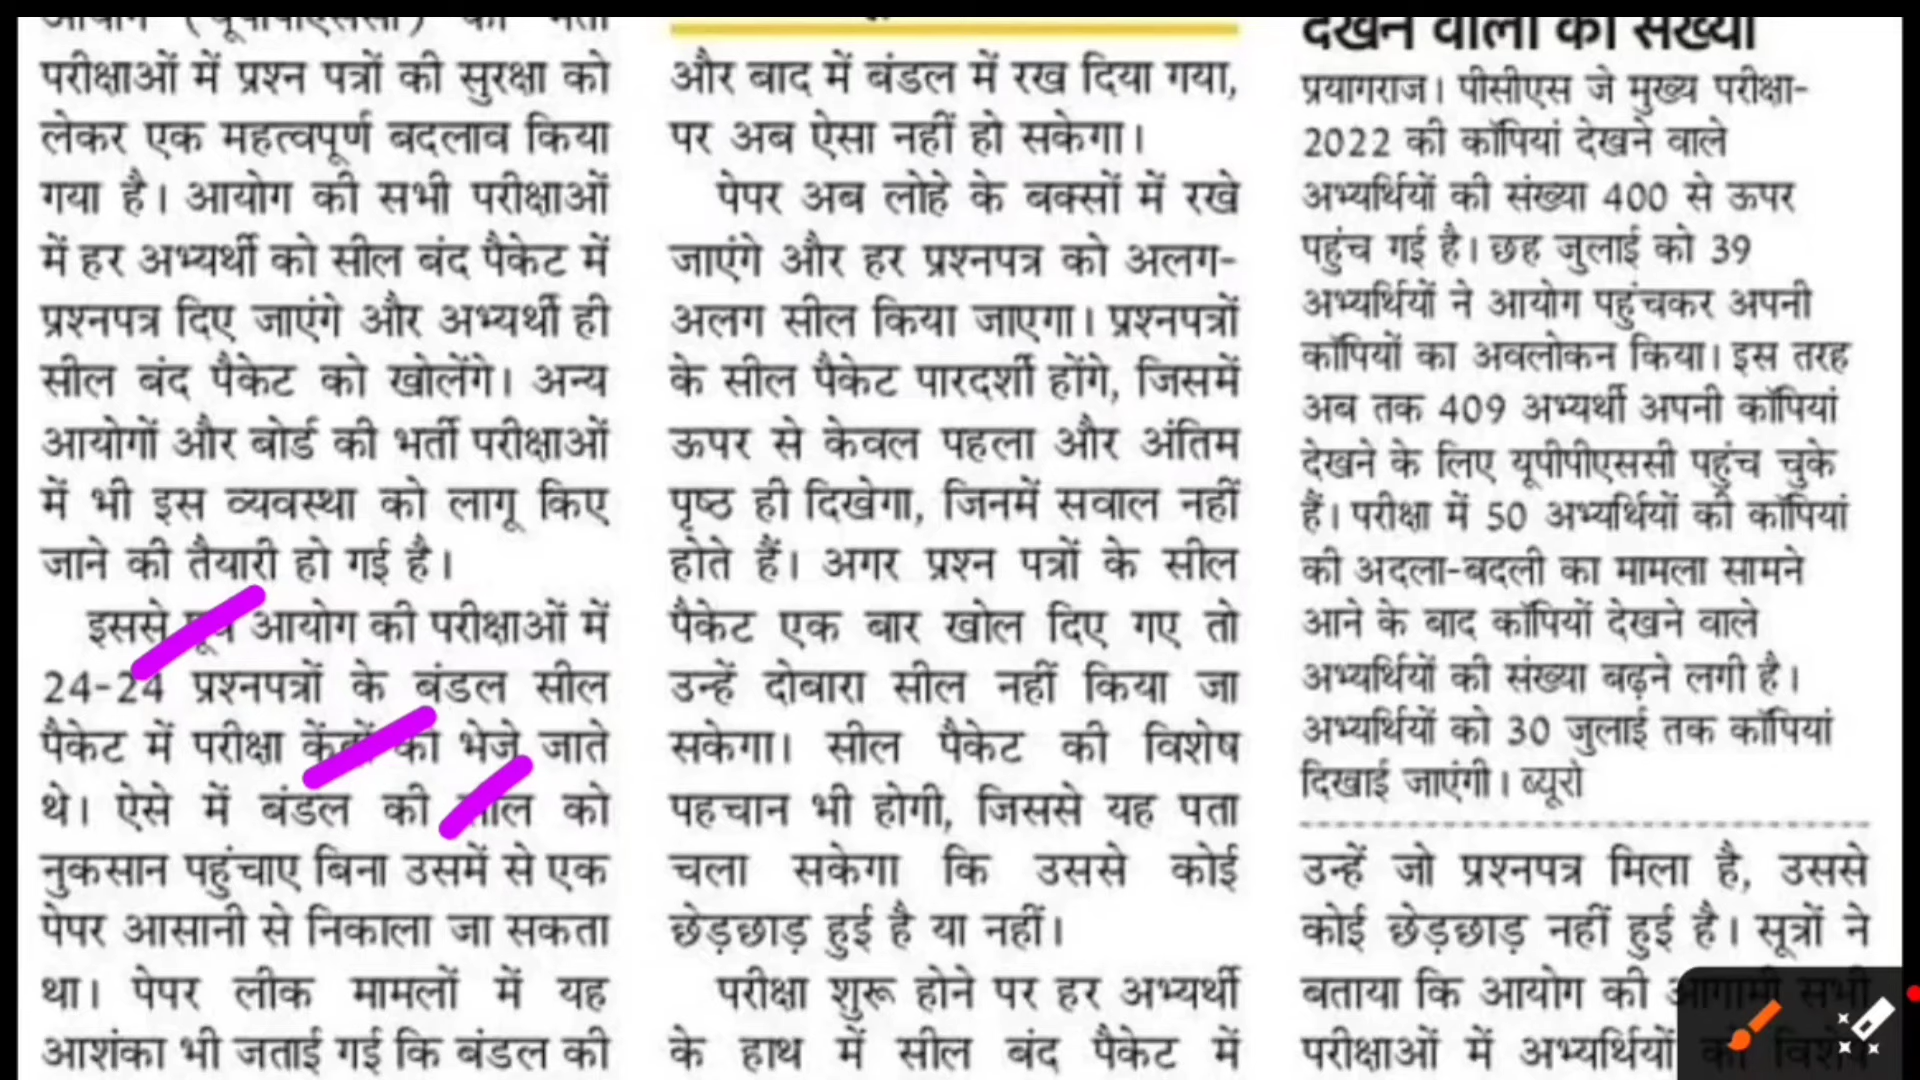 परीक्षाओं में प्रश्न पत्रों की सुरक्षा को
लेकर एक महत्वपूर्ण बदलाव किया
गया है। आयोग की सभी परीक्षाओं
में हर अभ्यर्थी को सील बंद पैकेट में
प्रश्नपत्र दिए जाएंगे और अभ्यर्थी ही
सील बंद पैकेट को खोलेंगे। अन्य
आयोगों और बोर्ड की भर्ती परीक्षाओं
में भी इस व्यवस्था को लागू किए
जाने की तैयारी हो गई है।
इससे पूर्व आयोग की परीक्षाओं में
24-24 प्रश्नपत्रों के बंडल सील
पैकेट में परीक्षा केंद्रों को भेजे जाते
थे। ऐसे में बंडल की सील को
नुकसान पहुंचाए बिना उसमें से एक
पेपर आसानी से निकाला जा सकता
था। पेपर लीक मामलों में यह
आशंका भी जताई गई कि बंडल की
और बाद में बंडल में रख दिया गया,
पर अब ऐसा नहीं हो सकेगा।
पेपर अब लोहे के बक्सों में रखे
जाएंगे और हर प्रश्नपत्र को अलग-
अलग सील किया जाएगा। प्रश्नपत्रों
के सील पैकेट पारदर्शी होंगे, जिसमें
ऊपर से केवल पहला और अंतिम
पृष्ठ ही दिखेगा, जिनमें सवाल नहीं
होते हैं। अगर प्रश्न पत्रों के सील
पैकेट एक बार खोल दिए गए तो
उन्हें दोबारा सील नहीं किया जा
सकेगा। सील पैकेट की विशेष
पहचान भी होगी, जिससे यह पता
चला सकेगा कि उससे कोई
छेड़छाड़ हुई है या नहीं।
परीक्षा शुरू होने पर हर अभ्यर्थी
के हाथ में सील बंद पैकेट में
देखने वालों की संख्या
प्रयागराज। पीसीएस जे मुख्य परीक्षा-
2022 की कॉपियां देखने वाले
अभ्यर्थियों की संख्या 400 से ऊपर
पहुंच गई है। छह जुलाई को 39
अभ्यर्थियों ने आयोग पहुंचकर अपनी
कॉपियों का अवलोकन किया। इस तरह
अब तक 409 अभ्यर्थी अपनी कॉपियां
देखने के लिए यूपीपीएससी पहुंच चुके
हैं। परीक्षा में 50 अभ्यर्थियों की कॉपियां
की अदला-बदली का मामला सामने
आने के बाद कॉपियों देखने वाले
अभ्यर्थियों की संख्या बढ़ने लगी है।
अभ्यर्थियों को 30 जुलाई तक कॉपियां
दिखाई जाएंगी। ब्यूरो
उन्हें जो प्रश्नपत्र मिला है, उससे
कोई छेड़छाड़ नहीं हुई है। सूत्रों ने
बताया कि आयोग की आगामी सभी
परीक्षाओं में अभ्यर्थियों को विशेष